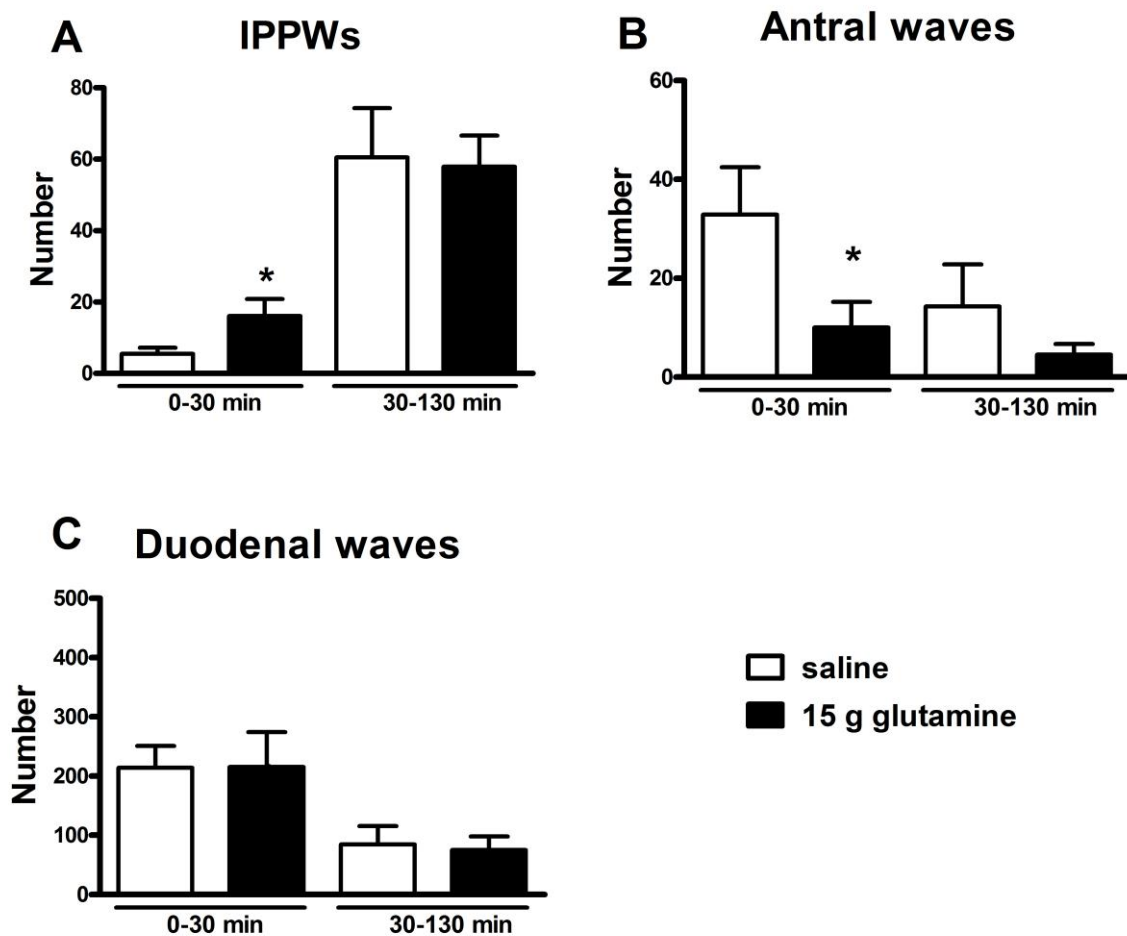 A IPPWs
80
60
40
20
0
Number
*
0-30 min 30-130 min
B Antral waves
60
40
20
0
Number
*
0-30 min 30-130 min
C Duodenal waves
500
400
300
200
100
0
Number
0-30 min 30-130 min
saline
15 g glutamine